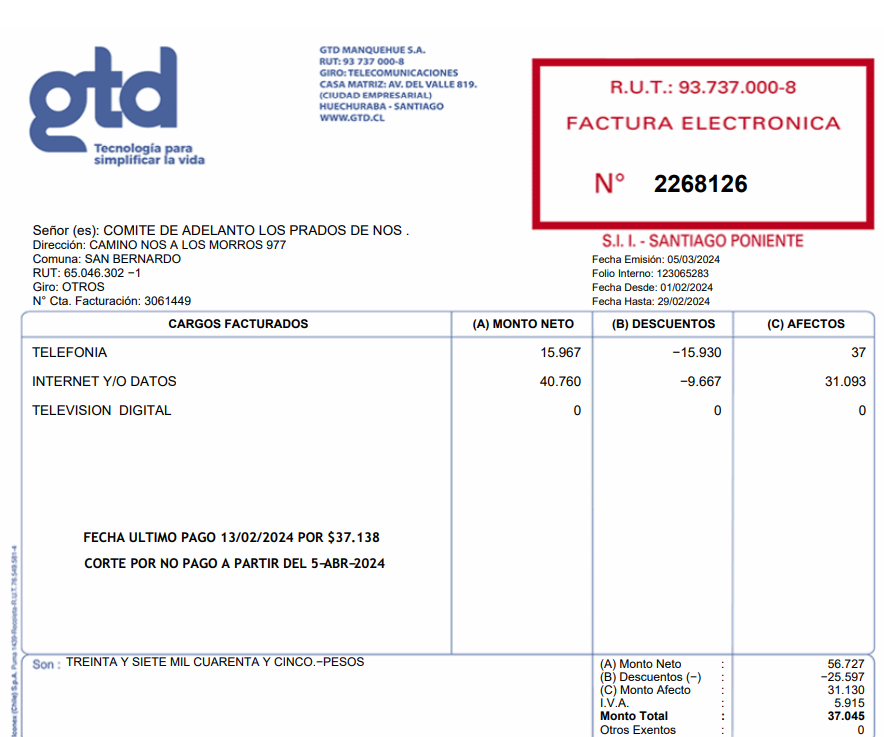 gtd
Tecnología para
simplificar la vida
GTD MANQUEHUE S.A.
RUT: 93 737 000-8
GIRO: TELECOMUNICACIONES
CASA MATRIZ: AV. DEL VALLE 819.
(CIUDAD EMPRESARIAL)
HUECHURABA - SANTIAGO
WWW.GTD.CL
R.U.T.: 93.737.000-8
FACTURA ELECTRONICA
N° 2268126
S.I.I. - SANTIAGO PONIENTE
Señor (es): COMITE DE ADELANTO LOS PRADOS DE NOS .
Dirección: CAMINO NOS A LOS MORROS 977
Comuna: SAN BERNARDO
RUT: 65.046.302 −1
Giro: OTROS
N° Cta. Facturación: 3061449
Fecha Emisión: 05/03/2024
Folio Interno: 123065283
Fecha Desde: 01/02/2024
Fecha Hasta: 29/02/2024
CARGOS FACTURADOS (A) MONTO NETO (B) DESCUENTOS (C) AFECTOS
TELEFONIA 15.967 −15.930 37
INTERNET Y/O DATOS 40.760 −9.667 31.093
TELEVISION DIGITAL 0 0 0
FECHA ULTIMO PAGO 13/02/2024 POR $37.138
CORTE POR NO PAGO A PARTIR DEL 5-ABR-2024
Son : TREINTA Y SIETE MIL CUARENTA Y CINCO.−PESOS
(A) Monto Neto : 56.727
(B) Descuentos (−) : −25.597
(C) Monto Afecto : 31.130
I.V.A. : 5.915
Monto Total : 37.045
Otros Exentos : 0